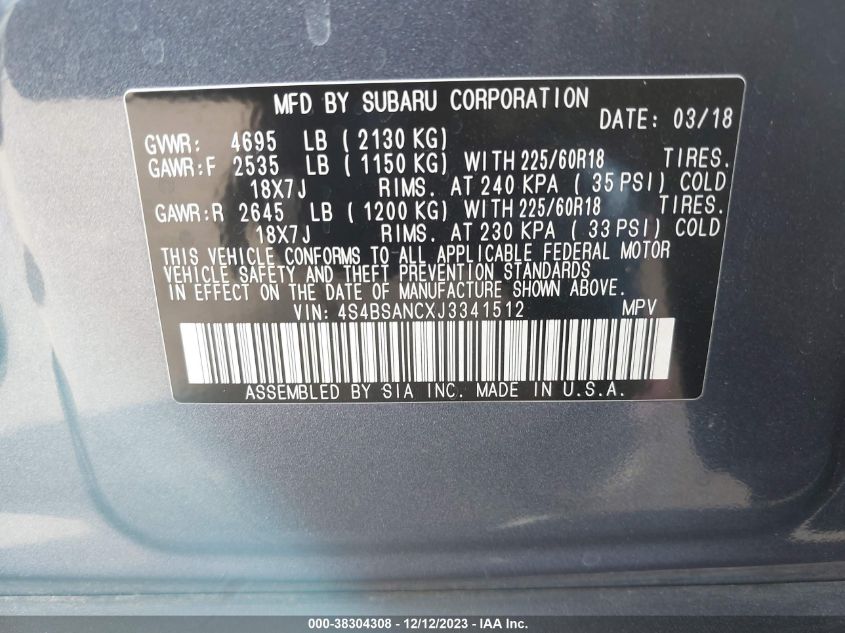 MFD BY SUBARU CORPORATION
DATE: 03/18
GVWR: 4695 LB ( 2130 KG)
GAWR:F 2535 LB ( 1150 KG) WITH 225/60R18 TIRES.
18X7J RIMS. AT 240 KPA ( 35 PSI) COLD
GAWR:R 2645 LB ( 1200 KG) WITH 225/60R18 TIRES.
18X7J RIMS. AT 230 KPA ( 33 PSI) COLD
THIS VEHICLE CONFORMS TO ALL APPLICABLE FEDERAL MOTOR
VEHICLE SAFETY AND THEFT PREVENTION STANDARDS
IN EFFECT ON THE DATE OF MANUFACTURE SHOWN ABOVE.
VIN: 4S4BSANCXJ3341512 MPV
ASSEMBLED BY SIA INC. MADE IN U.S.A.
000-38304308 - 12/12/2023 - IAA Inc.